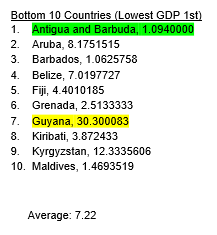 Bottom 10 Countries (Lowest GDP 1st)
1. Antigua and Barbuda, 1.0940000
2. Aruba, 8.1751515
3. Barbados, 1.0625758
4. Belize, 7.0197727
5. Fiji, 4.4010185
6. Grenada, 2.5133333
7. Guyana, 30.300083
8. Kiribati, 3.872433
9. Kyrgyzstan, 12.3335606
10. Maldives, 1.4693519
Average: 7.22